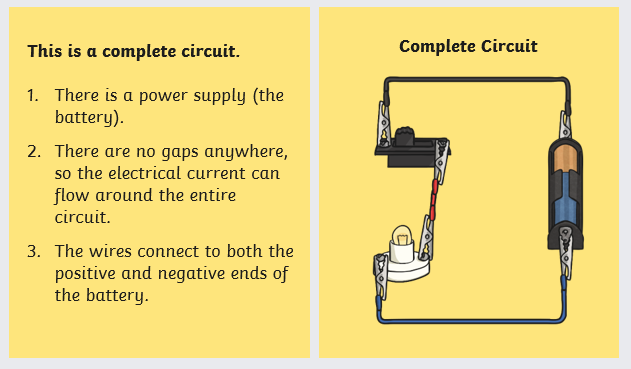 This is a complete circuit.
1. There is a power supply (the
battery).
2. There are no gaps anywhere,
so the electrical current can
flow around the entire
circuit.
3. The wires connect to both the
positive and negative ends of
the battery.
Complete Circuit